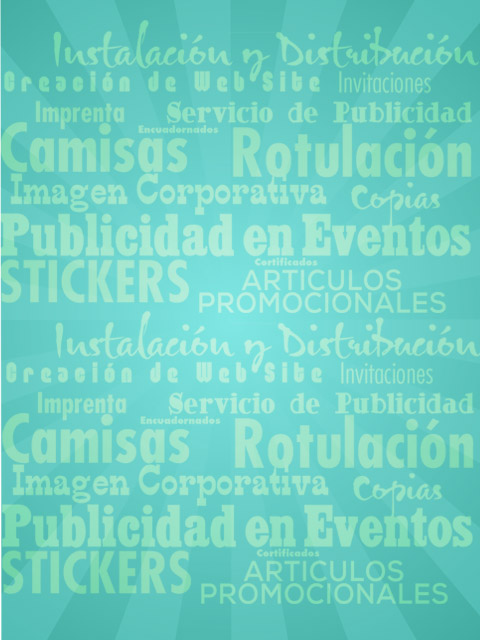 Instalación y Distribución
Creación de Web Site Invitaciones
Imprenta Servicio de Publicidad
Encuadernados
Camisas Rotulación
Imagen Corporativa Copias
Publicidad en Eventos
Certificados
STICKERS ARTICULOS
PROMOCIONALES
Instalación y Distribución
Creación de Web Site Invitaciones
Imprenta Servicio de Publicidad
Encuadernados
Camisas Rotulación
Imagen Corporativa Copias
Publicidad en Eventos
Certificados
STICKERS ARTICULOS
PROMOCIONALES